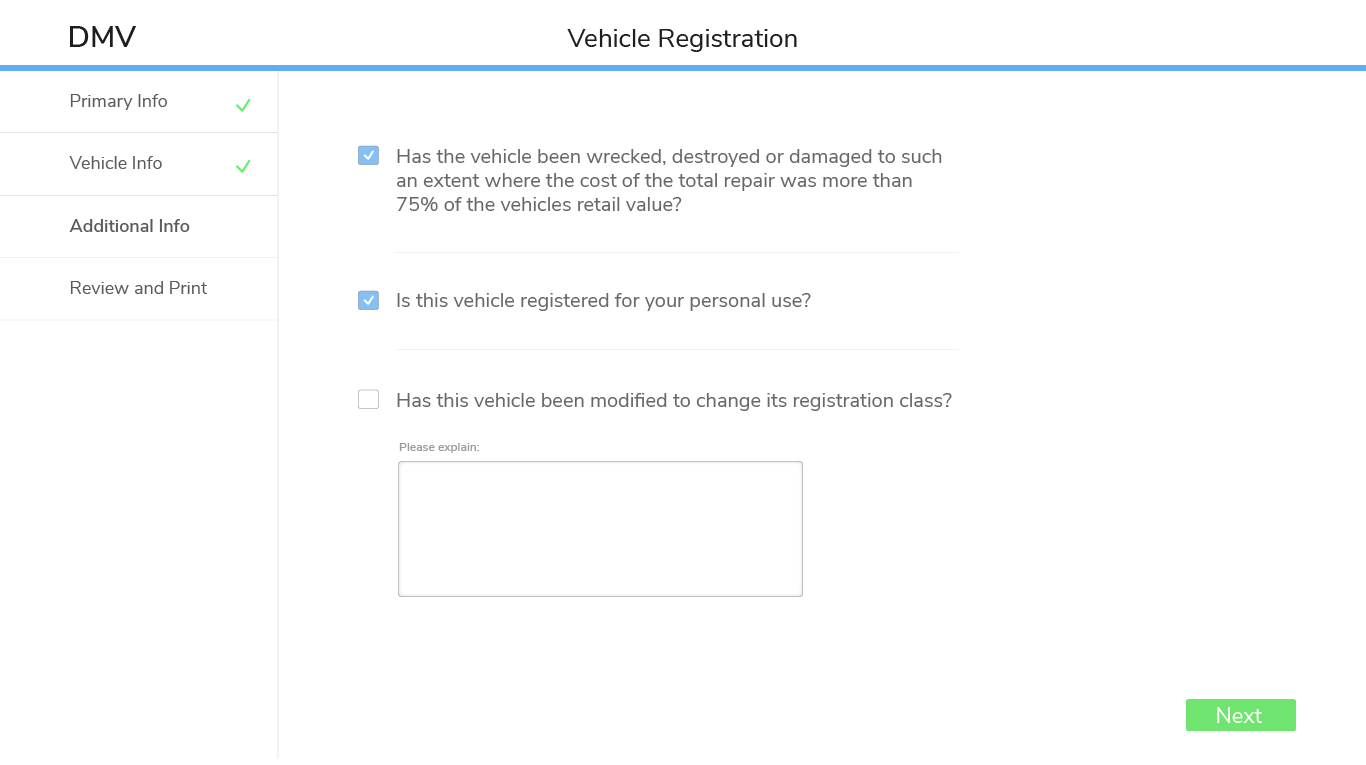 DMV
Vehicle Registration
Primary Info
Vehicle Info
Additional Info
Review and Print
Has the vehicle been wrecked, destroyed or damaged to such
an extent where the cost of the total repair was more than
75% of the vehicles retail value?
Is this vehicle registered for your personal use?
Has this vehicle been modified to change its registration class?
Please explain:
Next